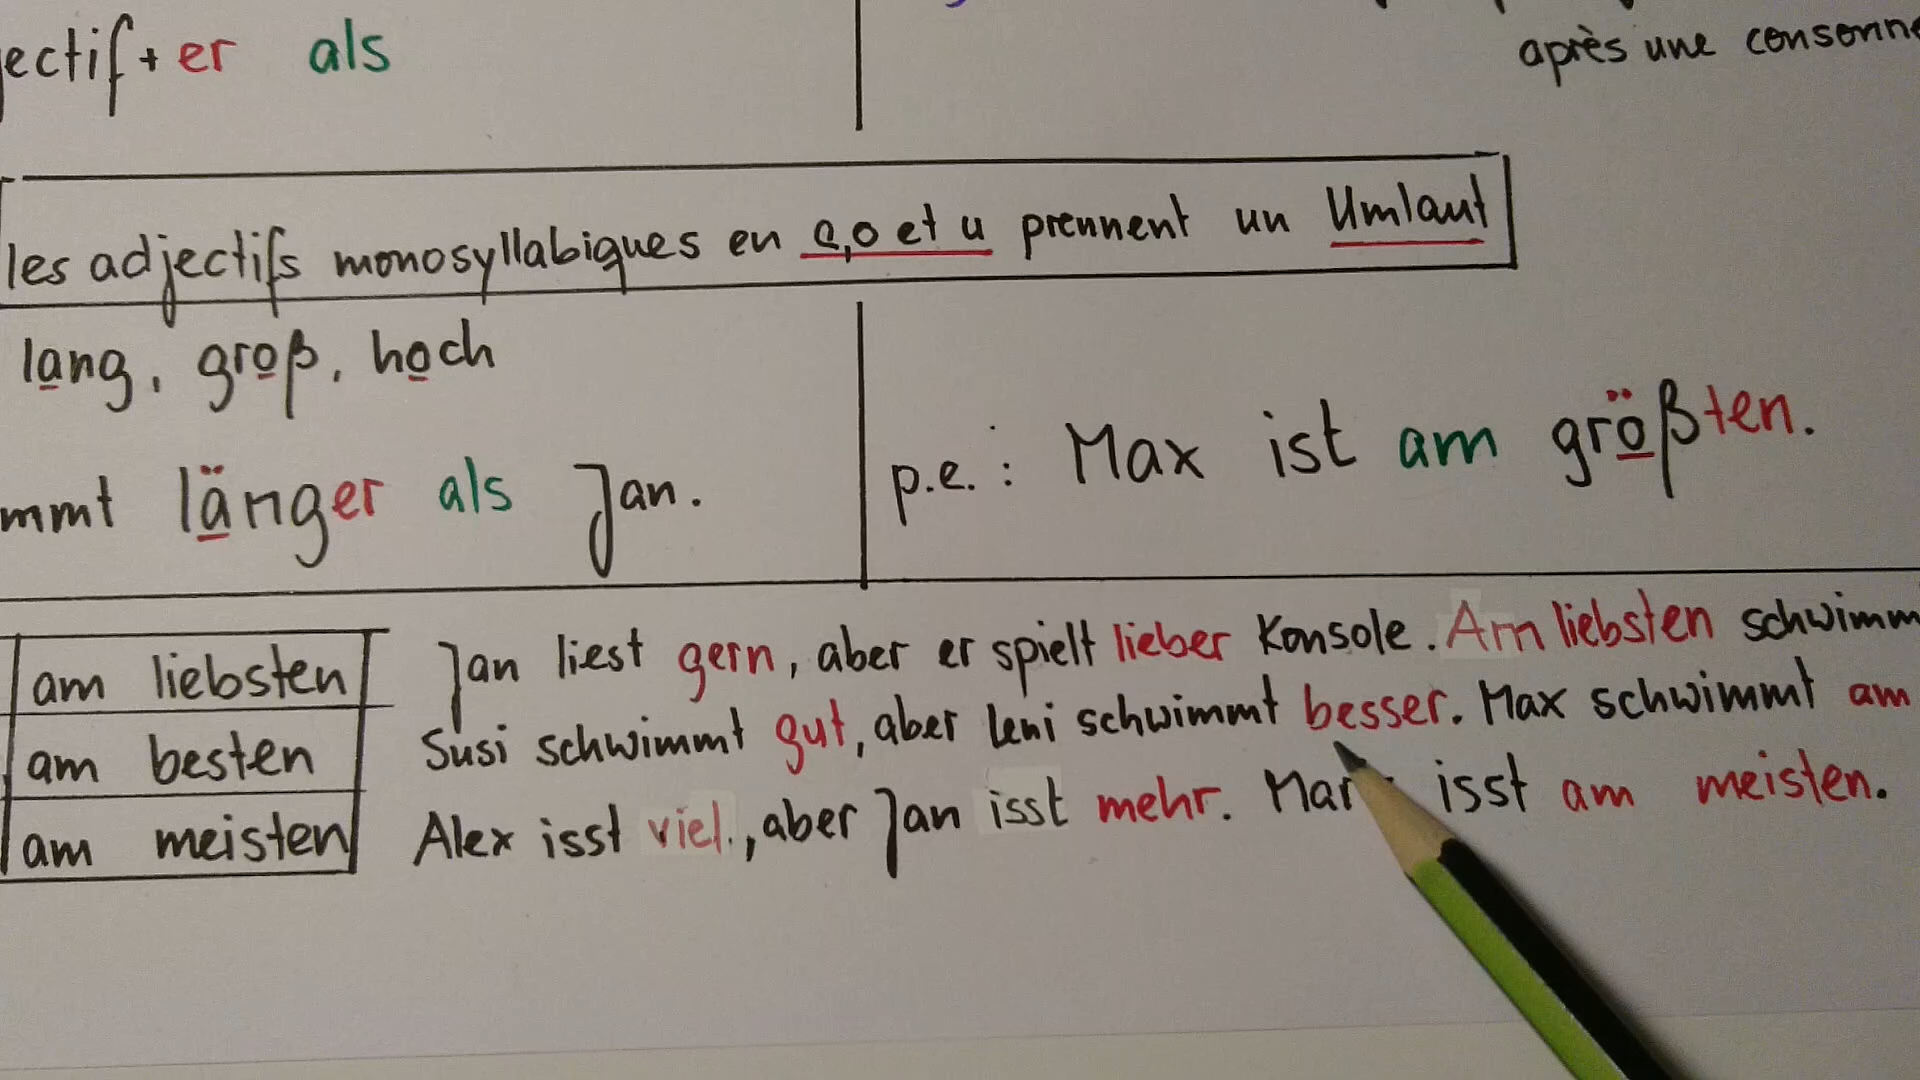 jectif + er als
après une consonne
les adjectifs monosyllabiques en a,o et u prennent un Umlaut
lang, groß, hoch
mmt länger als Jan.
p.e.: Max ist am größten.
am liebsten
am besten
am meisten
Jan liest gern, aber er spielt lieber Konsole. Am liebsten schwimm
Susi schwimmt gut, aber Leni schwimmt besser. Max schwimmt am
Alex isst viel., aber Jan isst mehr. isst am meisten.